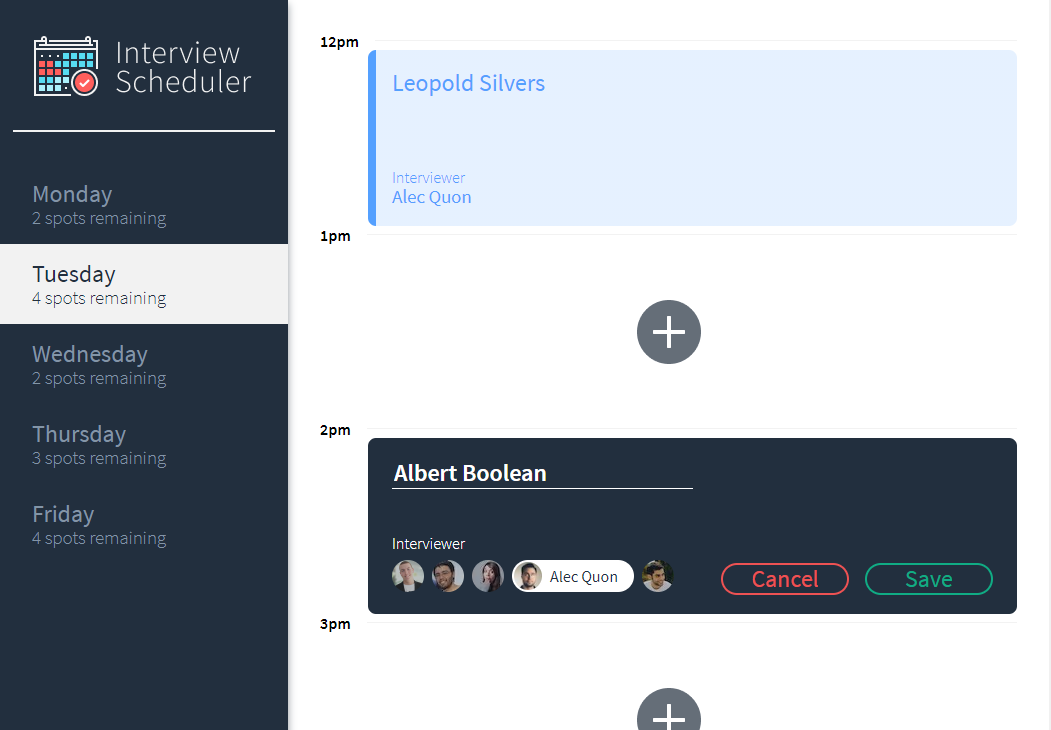 Interview
Scheduler
Monday
2 spots remaining
Tuesday
4 spots remaining
Wednesday
2 spots remaining
Thursday
3 spots remaining
Friday
4 spots remaining
12pm
Leopold Silvers
Interviewer
Alec Quon
1pm
2pm
Albert Boolean
Interviewer
Alec Quon
Cancel
Save
3pm